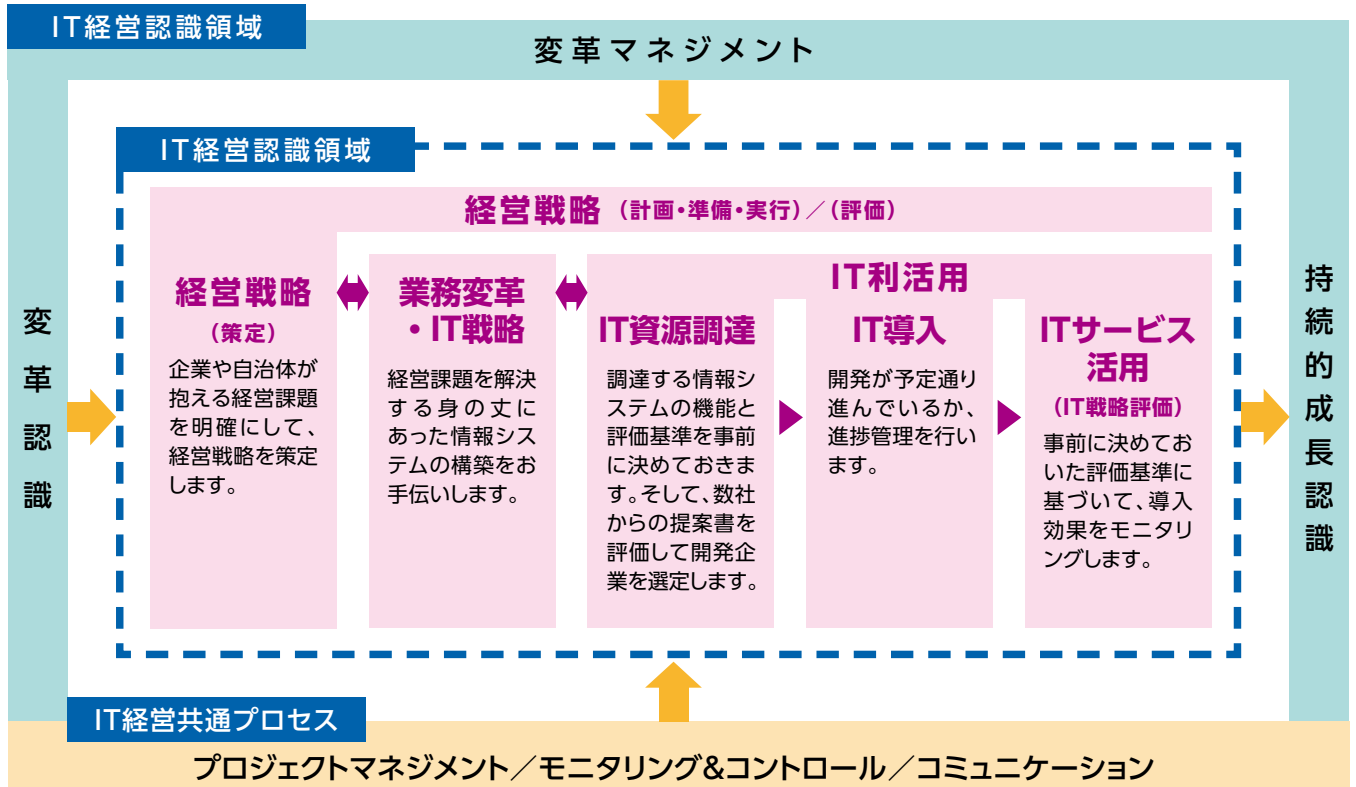 IT経営認識領域
変革マネジメント
変革認識
IT経営認識領域
経営戦略（計画・準備・実行）／（評価）
経営戦略
（策定）
企業や自治体が
抱える経営課題
を明確にして、
経営戦略を策定
します。
業務変革
・IT戦略
経営課題を解決
する身の丈に
あった情報シス
テムの構築をお
手伝いします。
IT利活用
IT資源調達
調達する情報シ
ステムの機能と
評価基準を事前
に決めておきま
す。そして、数社
からの提案書を
評価して開発企
業を選定します。
IT導入
開発が予定通り
進んでいるか、
進捗管理を行い
ます。
ITサービス
活用
（IT戦略評価）
事前に決めてお
いた評価基準に
基づいて、導入
効果をモニタリ
ングします。
持続的成長認識
IT経営共通プロセス
プロジェクトマネジメント／モニタリング&コントロール／コミュニケーション